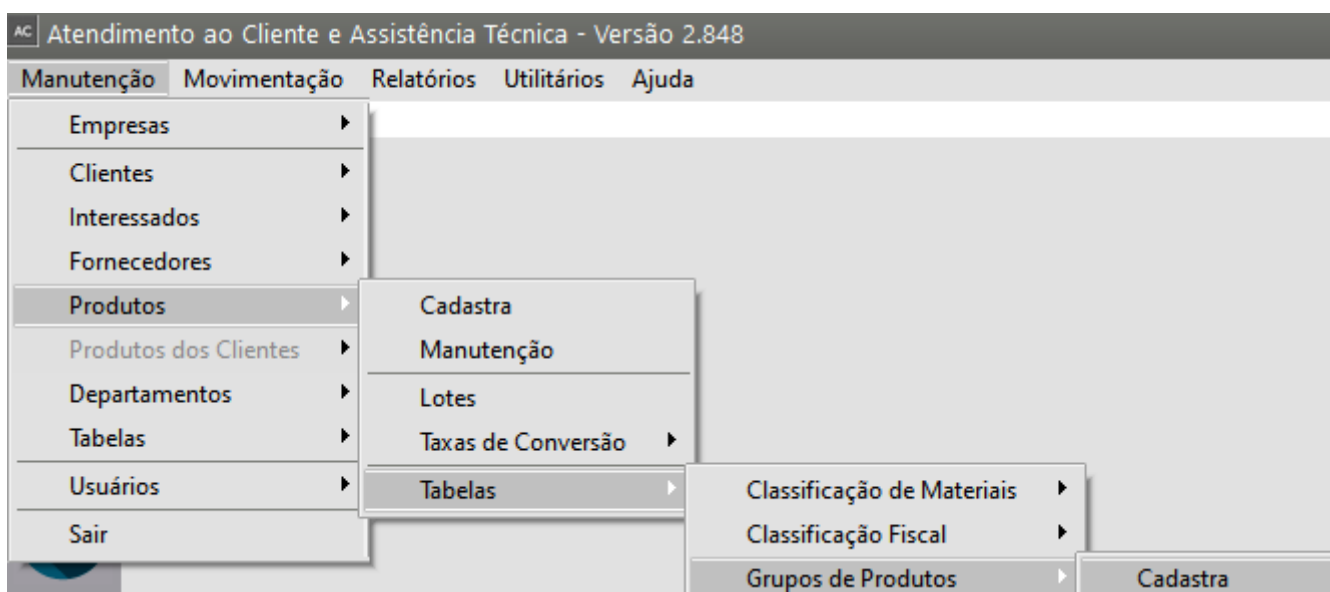 AC Atendimento ao Cliente e Assistência Técnica - Versão 2.848
Manutenção Movimentação Relatórios Utilitários Ajuda
Empresas
Clientes
Interessados
Fornecedores
Produtos
Produtos dos Clientes
Departamentos
Tabelas
Usuários
Sair
Cadastra
Manutenção
Lotes
Taxas de Conversão
Tabelas
Classificação de Materiais
Classificação Fiscal
Grupos de Produtos
Cadastra